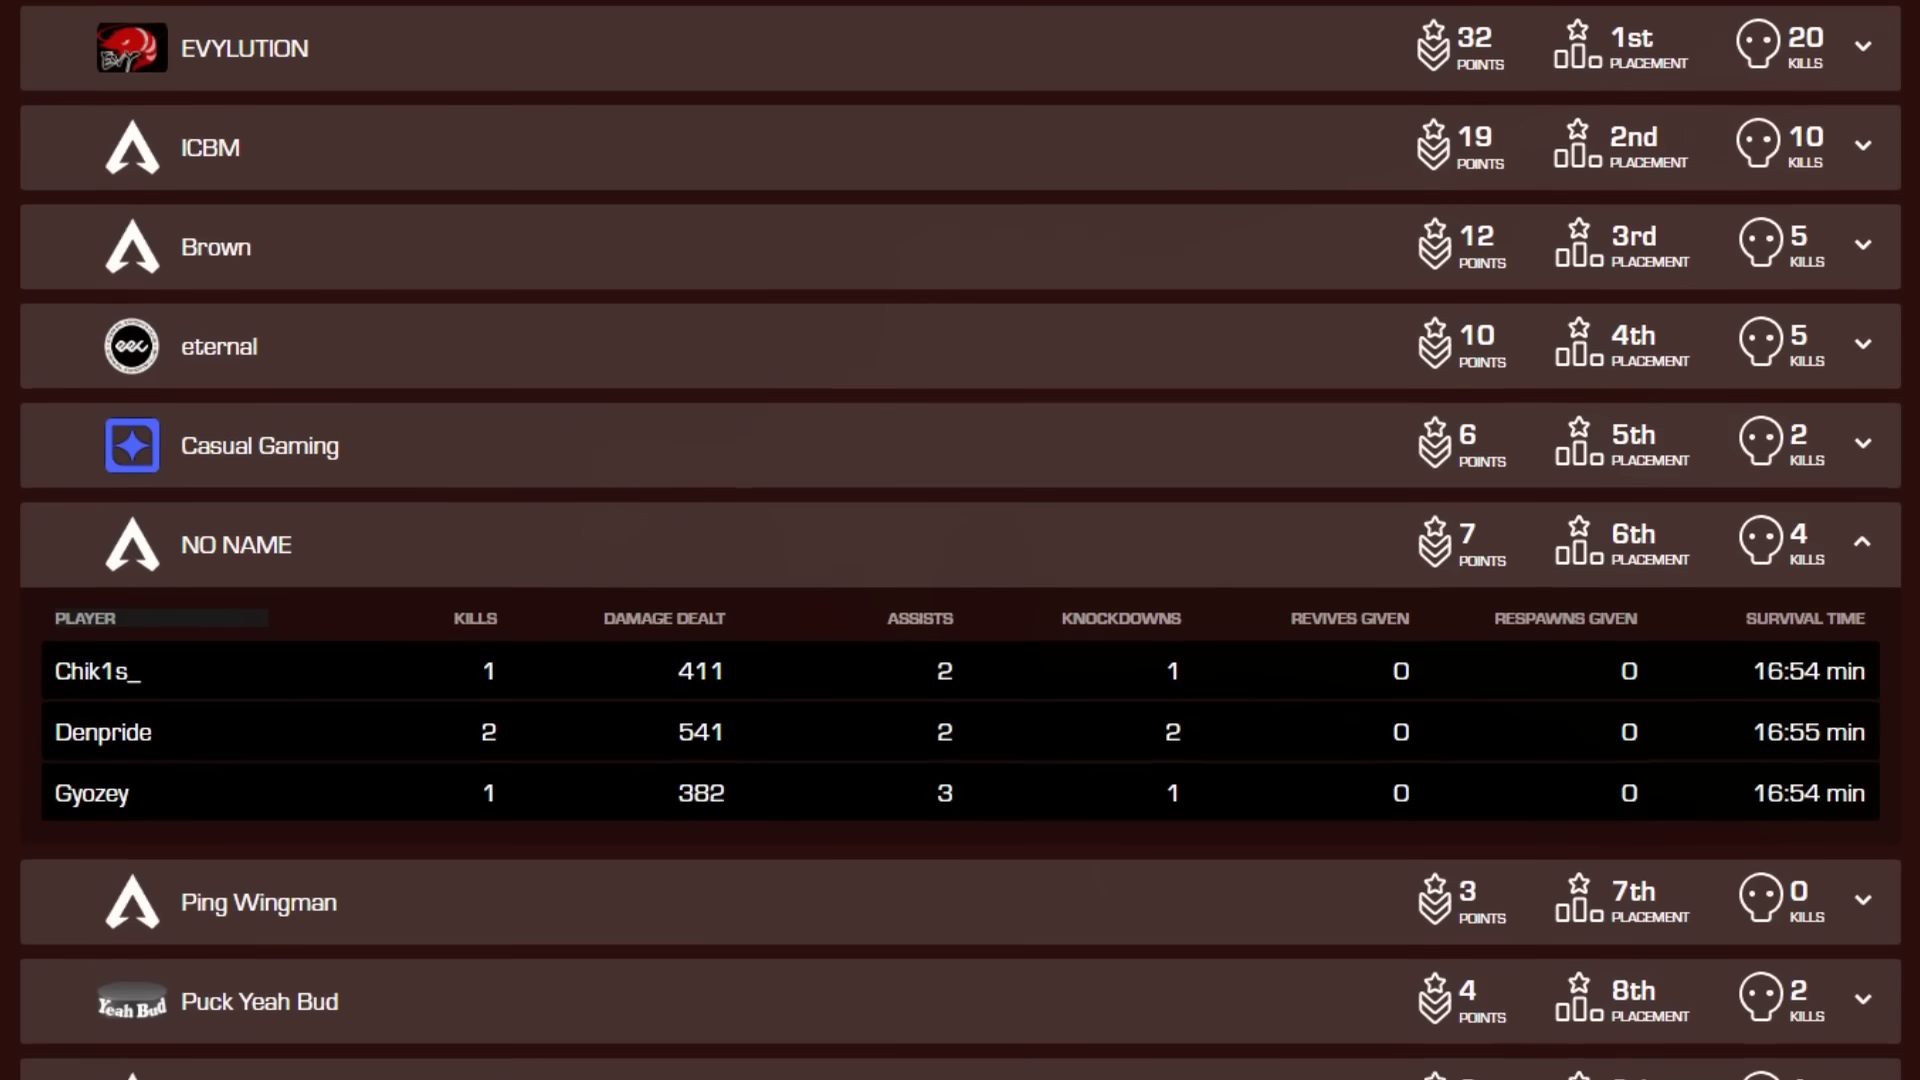 EVY EVYLUTION 32 POINTS 1st PLACEMENT 20 KILLS
ICBM 19 POINTS 2nd PLACEMENT 10 KILLS
Brown 12 POINTS 3rd PLACEMENT 5 KILLS
eec eternal 10 POINTS 4th PLACEMENT 5 KILLS
Casual Gaming 6 POINTS 5th PLACEMENT 2 KILLS
NO NAME 7 POINTS 6th PLACEMENT 4 KILLS
PLAYER KILLS DAMAGE DEALT ASSISTS KNOCKDOWNS REVIVES GIVEN RESPAWNS GIVEN SURVIVAL TIME
Chik1s_ 1 411 2 1 0 0 16:54 min
Denpride 2 541 2 2 0 0 16:55 min
Gyozey 1 382 3 1 0 0 16:54 min
Ping Wingman 3 POINTS 7th PLACEMENT 0 KILLS
Yeah Bud Puck Yeah Bud 4 POINTS 8th PLACEMENT 2 KILLS